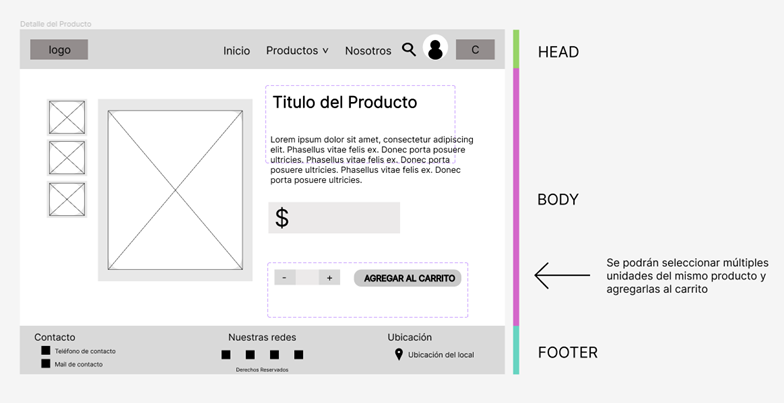 Detalle del Producto
logo
Inicio
Productos
Nosotros
C
HEAD
Titulo del Producto
Lorem ipsum dolor sit amet, consectetur adipiscing
elit. Phasellus vitae felis ex. Donec porta posuere
ultricies. Phasellus vitae felis ex. Donec porta
posuere ultricies. Phasellus vitae felis ex. Donec
porta posuere ultricies.
$
- +
AGREGAR AL CARRITO
BODY
Se podrán seleccionar múltiples
unidades del mismo producto y
agregarlas al carrito
Contacto
Teléfono de contacto
Mail de contacto
Nuestras redes
Derechos Reservados
Ubicación
Ubicación del local
FOOTER